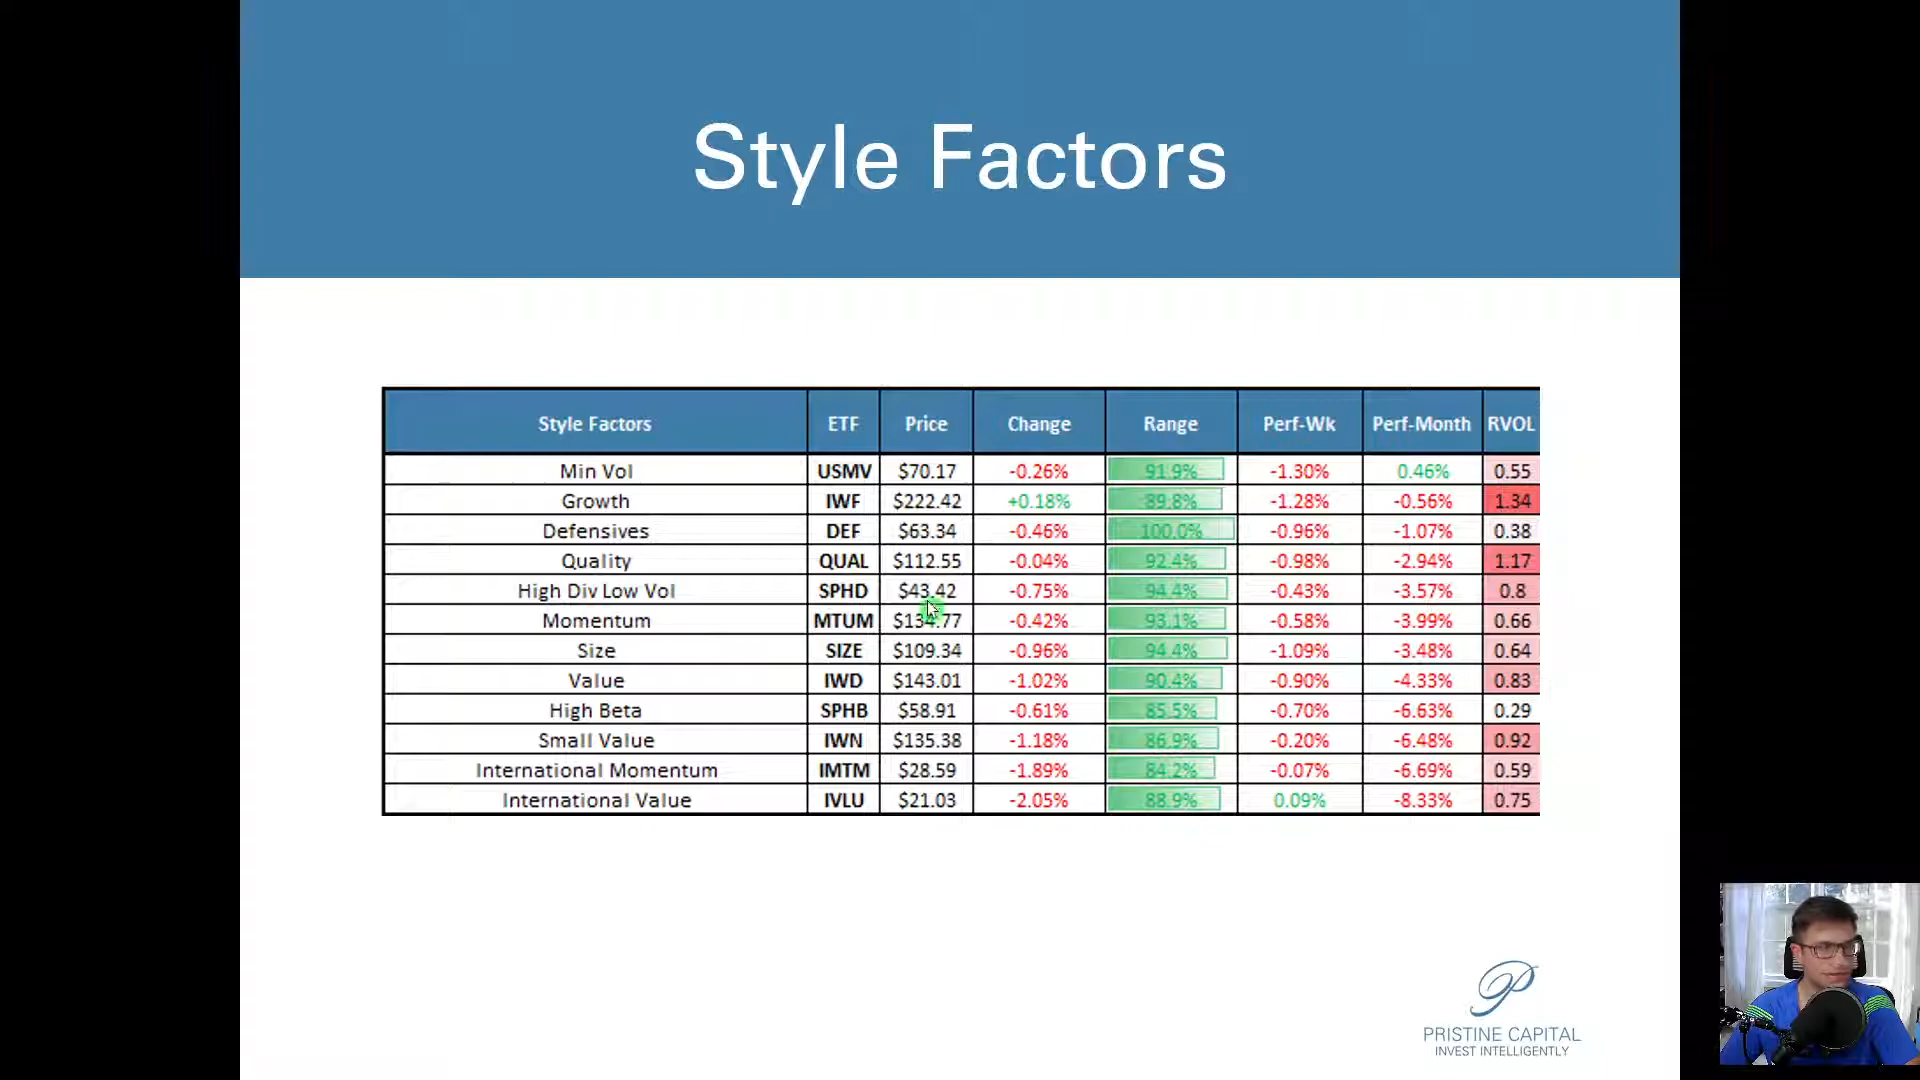 Style Factors
Style Factors ETF Price Change Range Perf-Wk Perf-Month RVOL
Min Vol USMV $70.17 -0.26% 91.9% -1.30% 0.46% 0.55
Growth IWF $222.42 +0.18% 89.8% -1.28% -0.56% 1.34
Defensives DEF $63.34 -0.46% 100.0% -0.96% -1.07% 0.38
Quality QUAL $112.55 -0.04% 92.4% -0.98% -2.94% 1.17
High Div Low Vol SPHD $43.42 -0.75% 94.4% -0.43% -3.57% 0.8
Momentum MTUM $134.77 -0.42% 93.1% -0.58% -3.99% 0.66
Size SIZE $109.34 -0.96% 94.4% -1.09% -3.48% 0.64
Value IWD $143.01 -1.02% 90.4% -0.90% -4.33% 0.83
High Beta SPHB $58.91 -0.61% 85.5% -0.70% -6.63% 0.29
Small Value IWN $135.38 -1.18% 86.9% -0.20% -6.48% 0.92
International Momentum IMTM $28.59 -1.89% 84.2% -0.07% -6.69% 0.59
International Value IVLU $21.03 -2.05% 88.9% 0.09% -8.33% 0.75
PRISTINE CAPITAL
INVEST INTELLIGENTLY